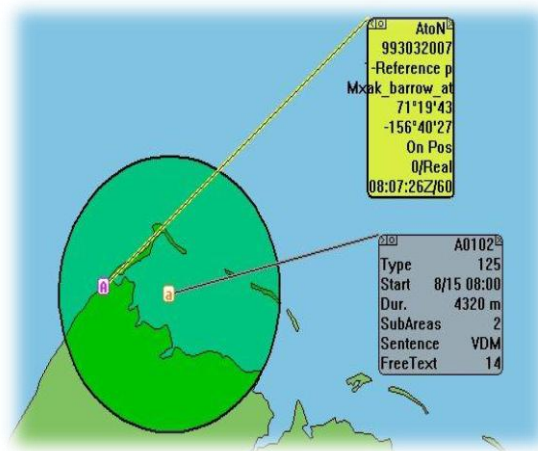 AtoN
993032007
-Reference p
Mxak_barrow_at
71°19'43
-156°40'27
On Pos
0/Real
08:07:26Z/60
A
a
A0102
Type 125
Start 8/15 08:00
Dur. 4320 m
SubAreas 2
Sentence VDM
FreeText 14